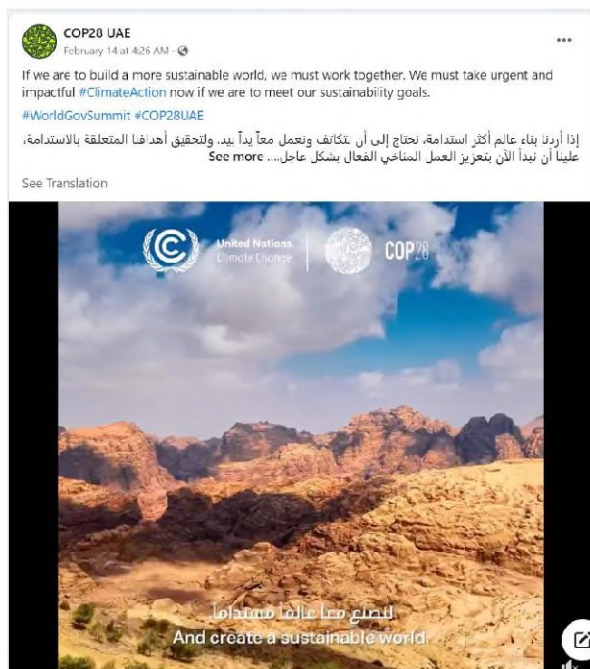 COP28 UAE
February 14 at 4:26 AM ·
If we are to build a more sustainable world, we must work together. We must take urgent and
impactful #ClimateAction now if we are to meet our sustainability goals.
#WorldGovSummit #COP28UAE
إذا أردنا بناء عالم أكثر استدامة، نحتاج إلى أن نتكاتف ونعمل معاً يداً بيد. ولتحقيق أهدافنا المتعلقة بالاستدامة،
علينا أن نبدأ الآن بتعزيز العمل المناخي الفعال بشكل عاجل.... See more
See Translation
United Nations
Climate Change
COP28
لنصنع معاً عالماً مستداماً.
And create a sustainable world.